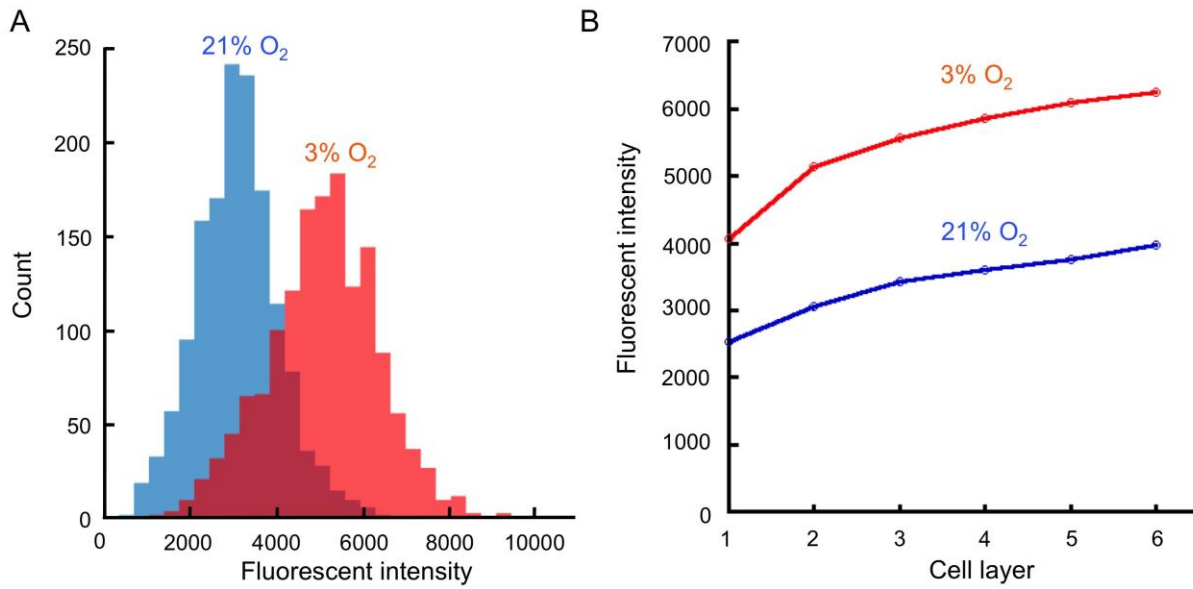 A
21% O₂
3% O₂
250
200
150
100
50
0
Count
0 2000 4000 6000 8000 10000
Fluorescent intensity
B
3% O₂
21% O₂
7000
6000
5000
4000
3000
2000
1000
0
Fluorescent intensity
1 2 3 4 5 6
Cell layer